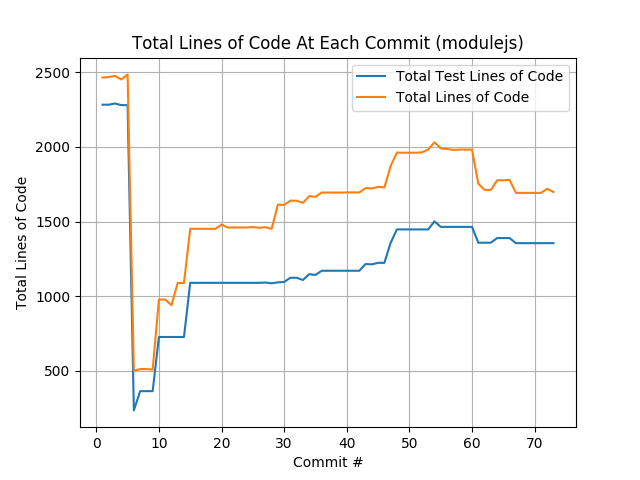 Total Lines of Code At Each Commit (modulejs)
Total Test Lines of Code
Total Lines of Code
Total Lines of Code
2500
2000
1500
1000
500
0 10 20 30 40 50 60 70
Commit #